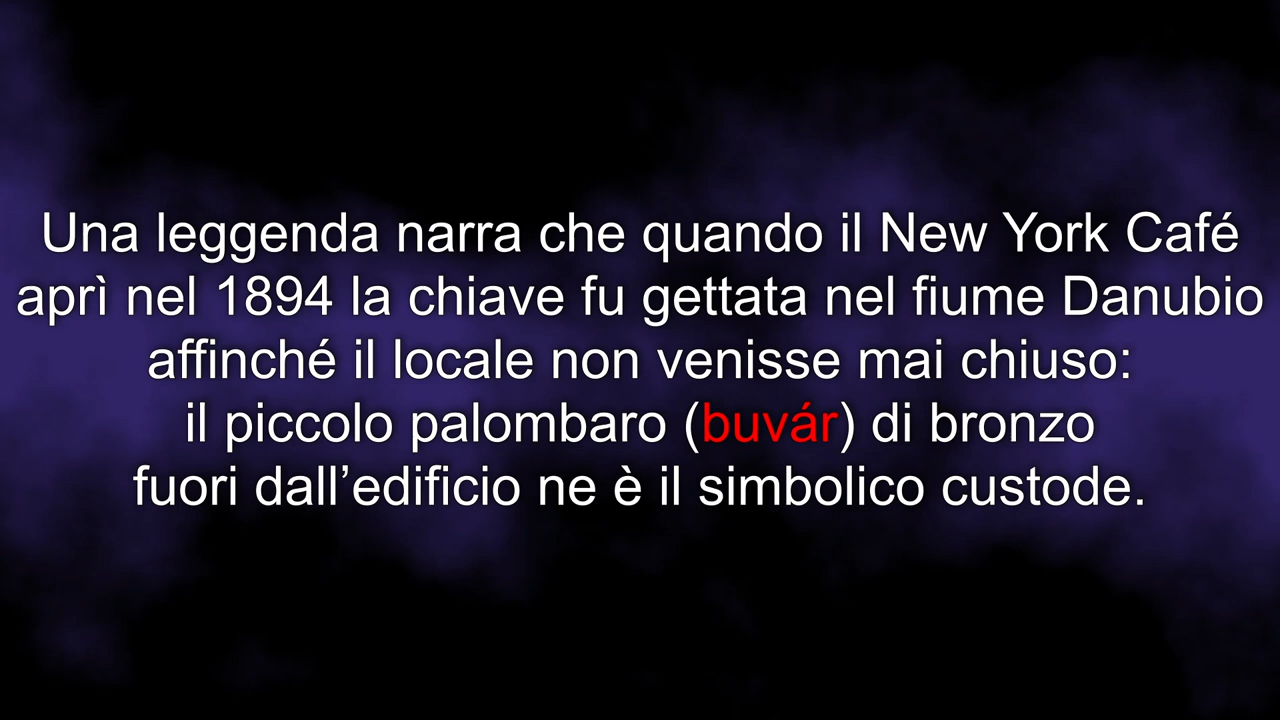 Una leggenda narra che quando il New York Café
aprì nel 1894 la chiave fu gettata nel fiume Danubio
affinché il locale non venisse mai chiuso:
il piccolo palombaro (buvár) di bronzo
fuori dall’edificio ne è il simbolico custode.